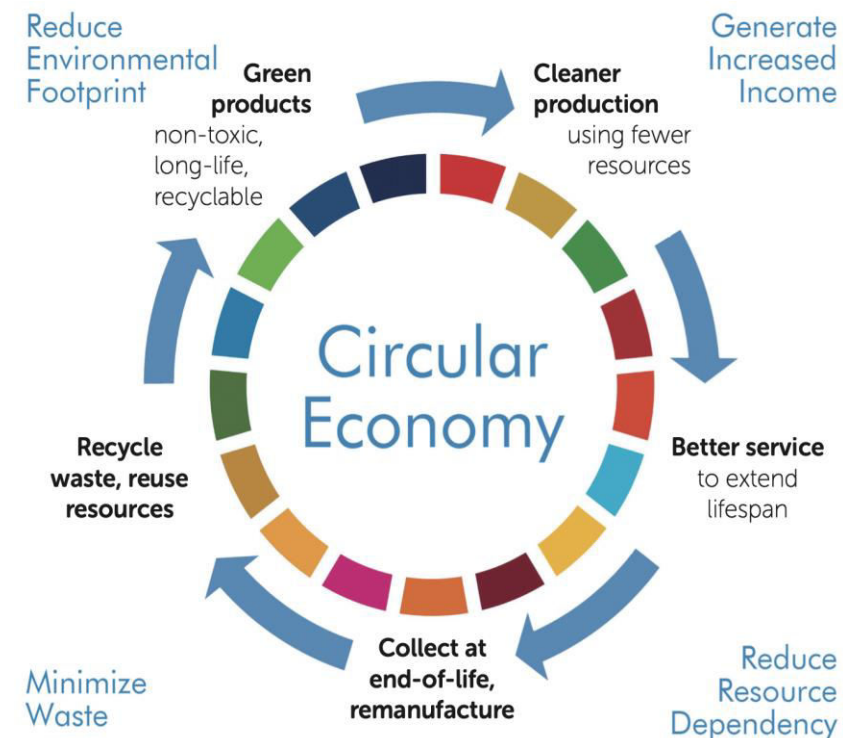 Reduce
Environmental
Footprint
Generate
Increased
Income
Green
products
non-toxic,
long-life,
recyclable
Cleaner
production
using fewer
resources
Circular
Economy
Better service
to extend
lifespan
Recycle
waste, reuse
resources
Collect at
end-of-life,
remanufacture
Minimize
Waste
Reduce
Resource
Dependency